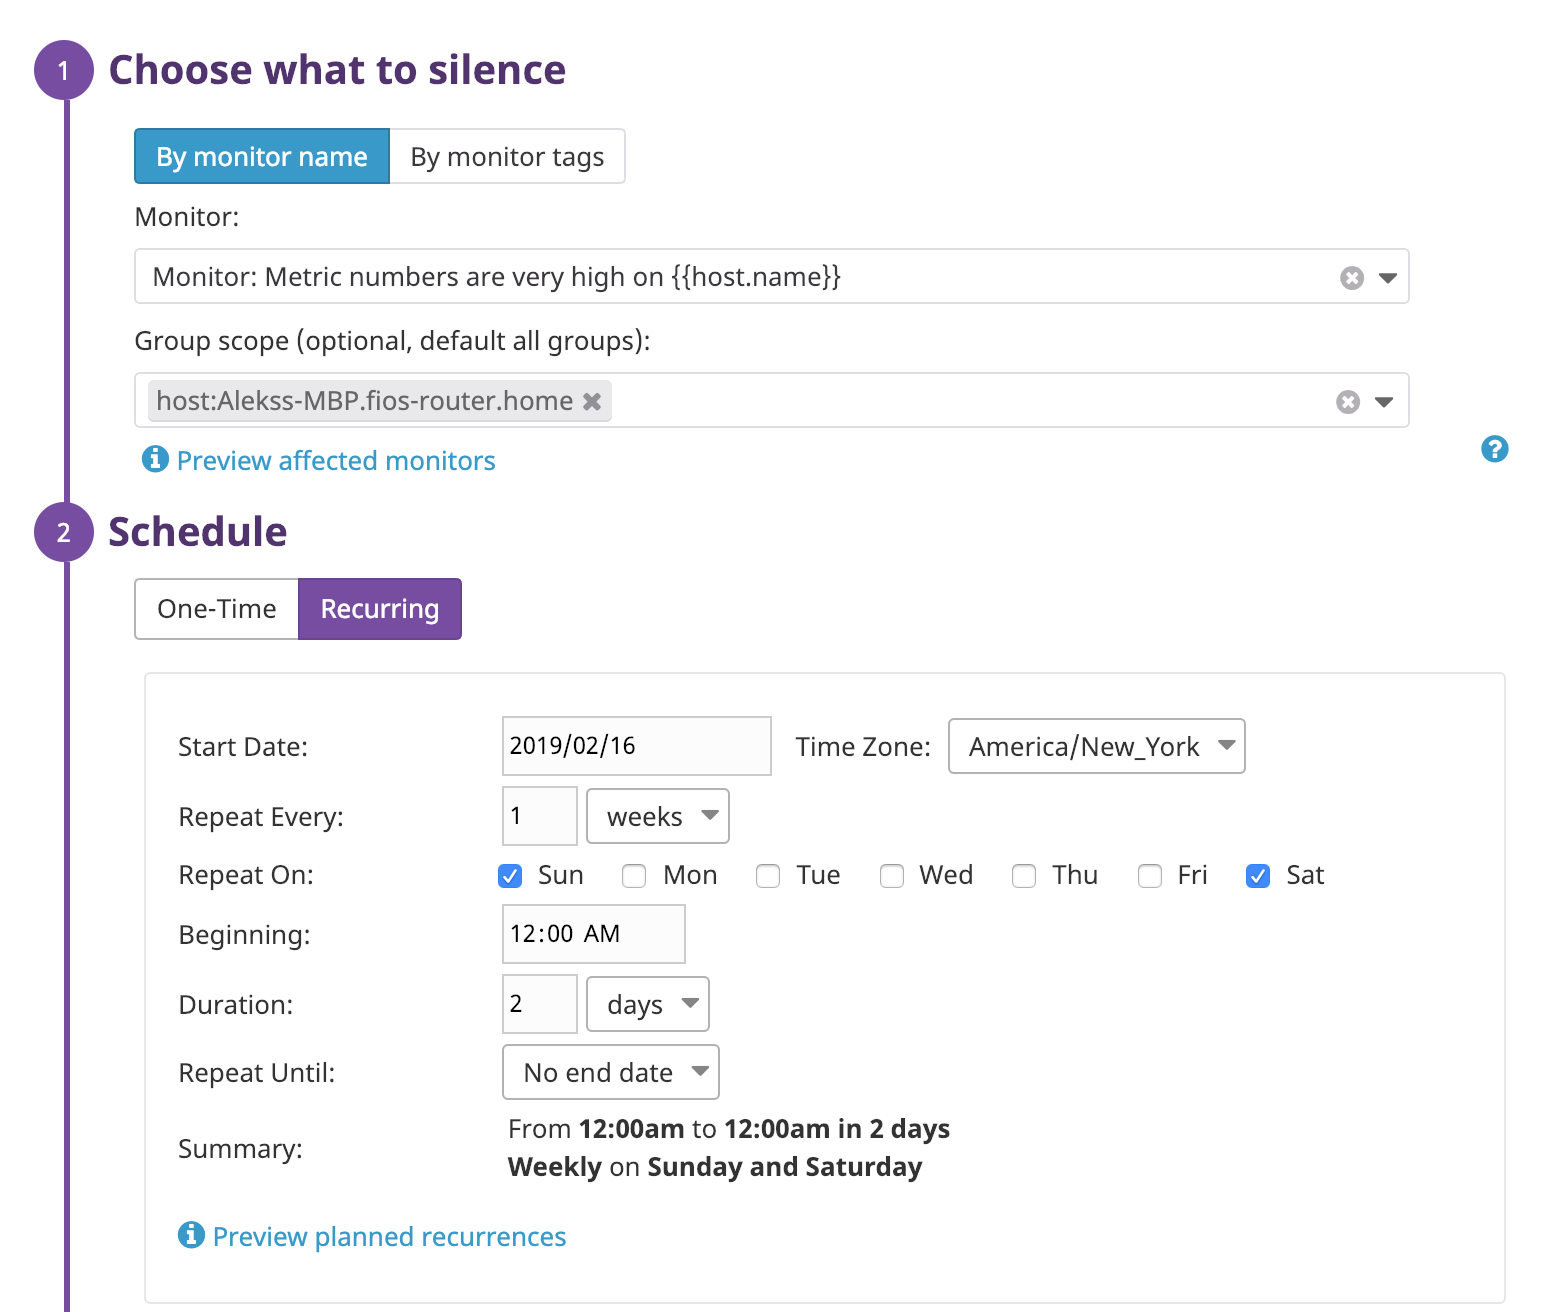 1 Choose what to silence
By monitor name By monitor tags
Monitor:
Monitor: Metric numbers are very high on {{host.name}}
Group scope (optional, default all groups):
host:Alekss-MBP.fios-router.home
Preview affected monitors
2 Schedule
One-Time Recurring
Start Date: 2019/02/16 Time Zone: America/New_York
Repeat Every: 1 weeks
Repeat On: Sun Mon Tue Wed Thu Fri Sat
Beginning: 12:00 AM
Duration: 2 days
Repeat Until: No end date
Summary: From 12:00am to 12:00am in 2 days
Weekly on Sunday and Saturday
Preview planned recurrences